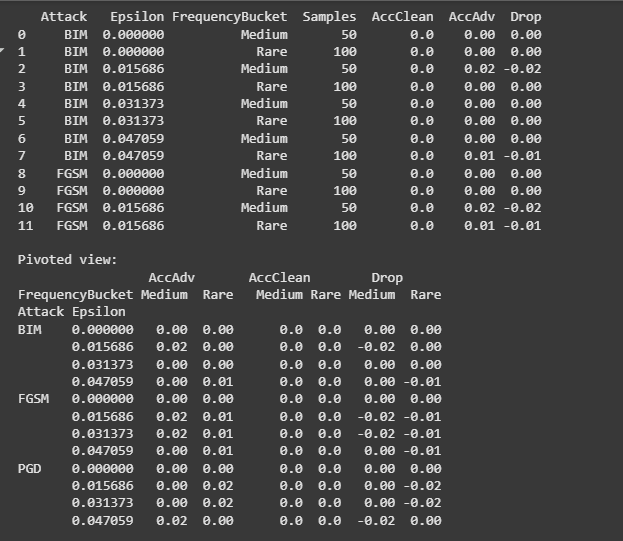 Attack Epsilon FrequencyBucket Samples AccClean AccAdv Drop
0 BIM 0.000000 Medium 50 0.0 0.00 0.00
1 BIM 0.000000 Rare 100 0.0 0.00 0.00
2 BIM 0.015686 Medium 50 0.0 0.02 -0.02
3 BIM 0.015686 Rare 100 0.0 0.00 0.00
4 BIM 0.031373 Medium 50 0.0 0.00 0.00
5 BIM 0.031373 Rare 100 0.0 0.00 0.00
6 BIM 0.047059 Medium 50 0.0 0.00 0.00
7 BIM 0.047059 Rare 100 0.0 0.01 -0.01
8 FGSM 0.000000 Medium 50 0.0 0.00 0.00
9 FGSM 0.000000 Rare 100 0.0 0.00 0.00
10 FGSM 0.015686 Medium 50 0.0 0.02 -0.02
11 FGSM 0.015686 Rare 100 0.0 0.01 -0.01
Pivoted view:
AccAdv AccClean Drop
FrequencyBucket Medium Rare Medium Rare Medium Rare
Attack Epsilon
BIM 0.000000 0.00 0.00 0.0 0.0 0.00 0.00
0.015686 0.02 0.00 0.0 0.0 -0.02 0.00
0.031373 0.00 0.00 0.0 0.0 0.00 0.00
0.047059 0.00 0.01 0.0 0.0 0.00 -0.01
FGSM 0.000000 0.00 0.00 0.0 0.0 0.00 0.00
0.015686 0.02 0.01 0.0 0.0 -0.02 -0.01
0.031373 0.02 0.01 0.0 0.0 -0.02 -0.01
0.047059 0.00 0.01 0.0 0.0 0.00 -0.01
PGD 0.000000 0.00 0.00 0.0 0.0 0.00 0.00
0.015686 0.00 0.02 0.0 0.0 0.00 -0.02
0.031373 0.00 0.02 0.0 0.0 0.00 -0.02
0.047059 0.02 0.00 0.0 0.0 -0.02 0.00